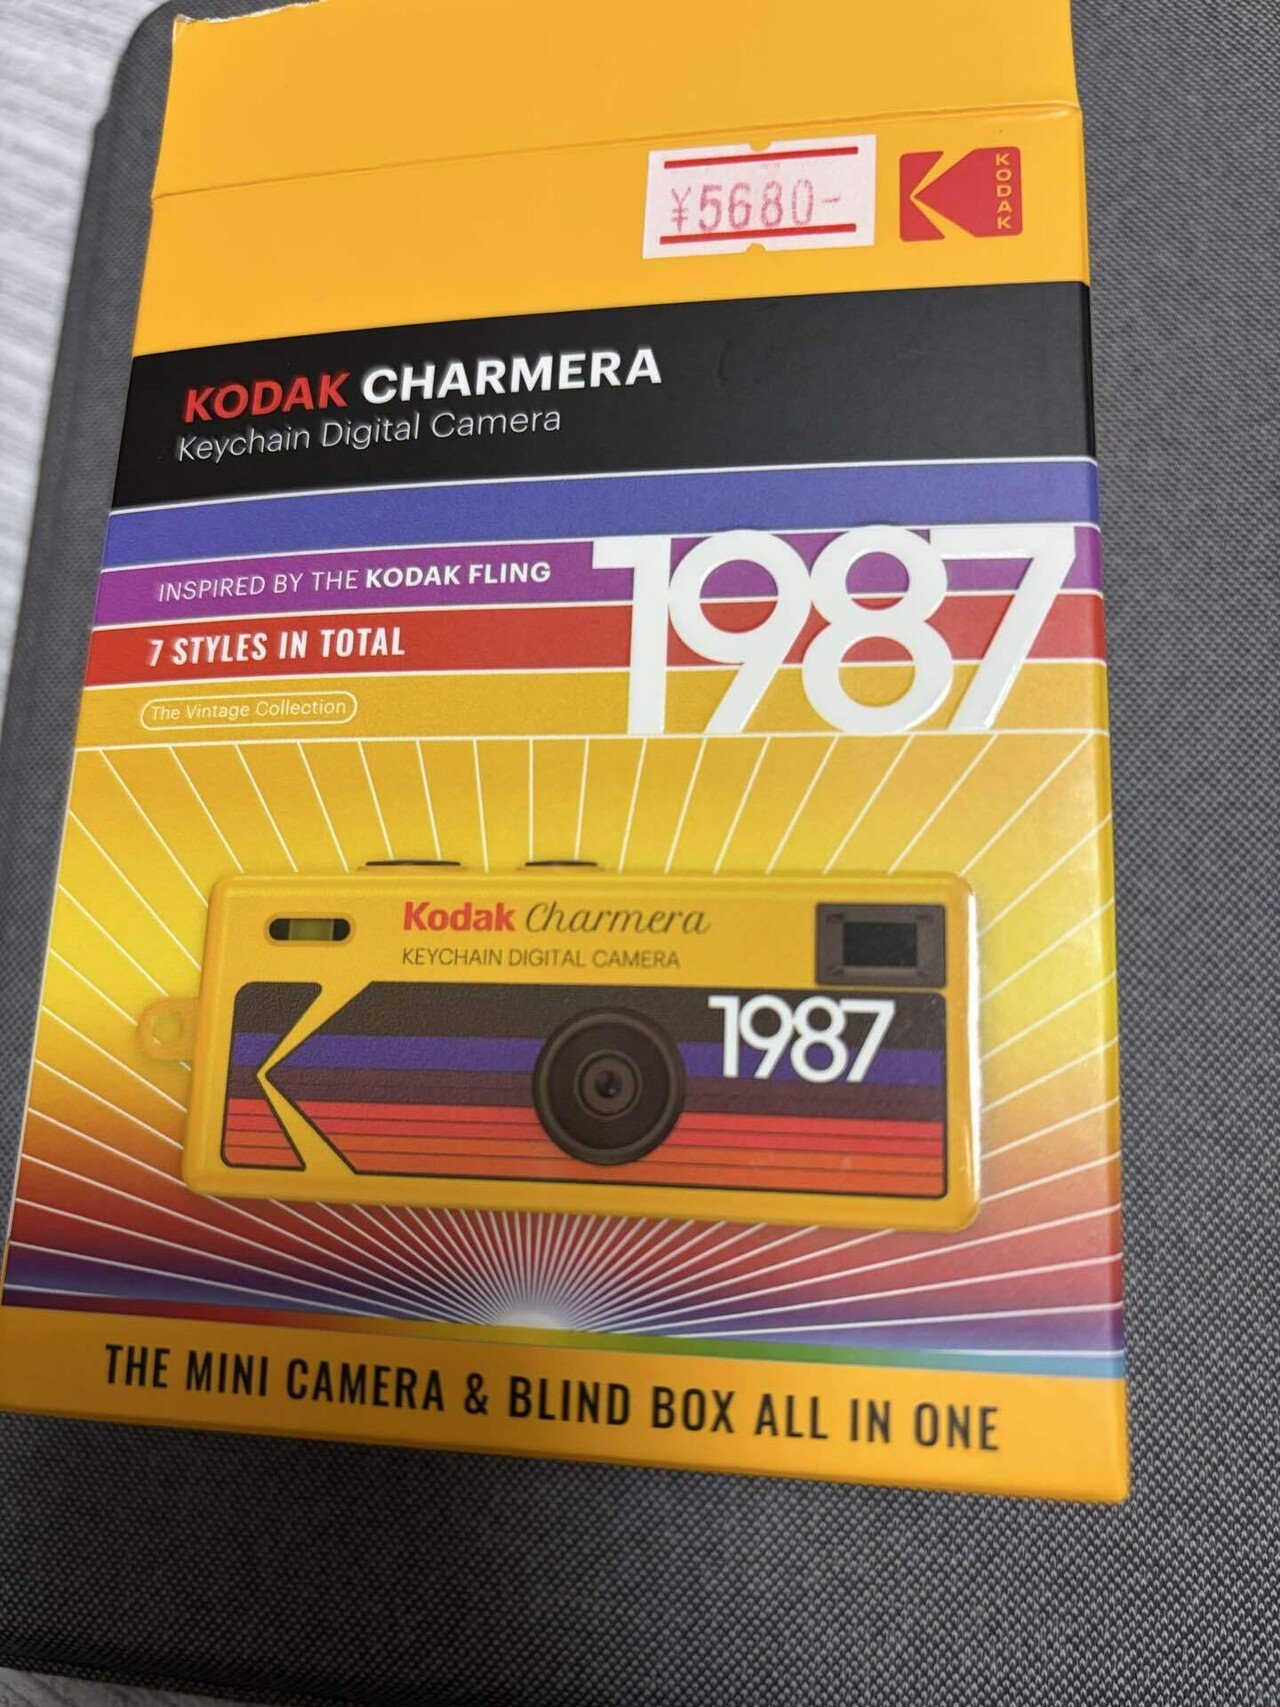 ¥5680-
KODAK
KODAK CHARMERA
Keychain Digital Camera
INSPIRED BY THE KODAK FLING
1987
7 STYLES IN TOTAL
The Vintage Collection
Kodak Charmera
KEYCHAIN DIGITAL CAMERA
1987
THE MINI CAMERA & BLIND BOX ALL IN ONE